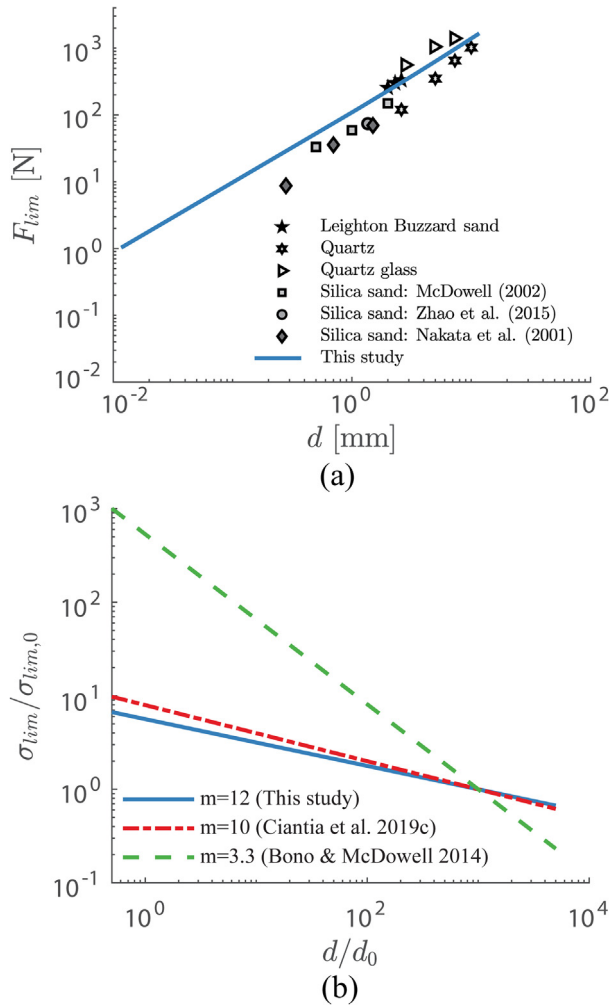 10^4
10^3
10^2
10^1
10^0
10^-1
10^-2
F_lim [N]
Leighton Buzzard sand
Quartz
Quartz glass
Silica sand: McDowell (2002)
Silica sand: Zhao et al. (2015)
Silica sand: Nakata et al. (2001)
This study
10^-2 10^0 10^2
d [mm]
(a)
10^3
10^2
10^1
10^0
10^-1
σ_lim/σ_lim,0
m=12 (This study)
m=10 (Ciantia et al. 2019c)
m=3.3 (Bono & McDowell 2014)
10^0 10^2 10^4
d/d_0
(b)